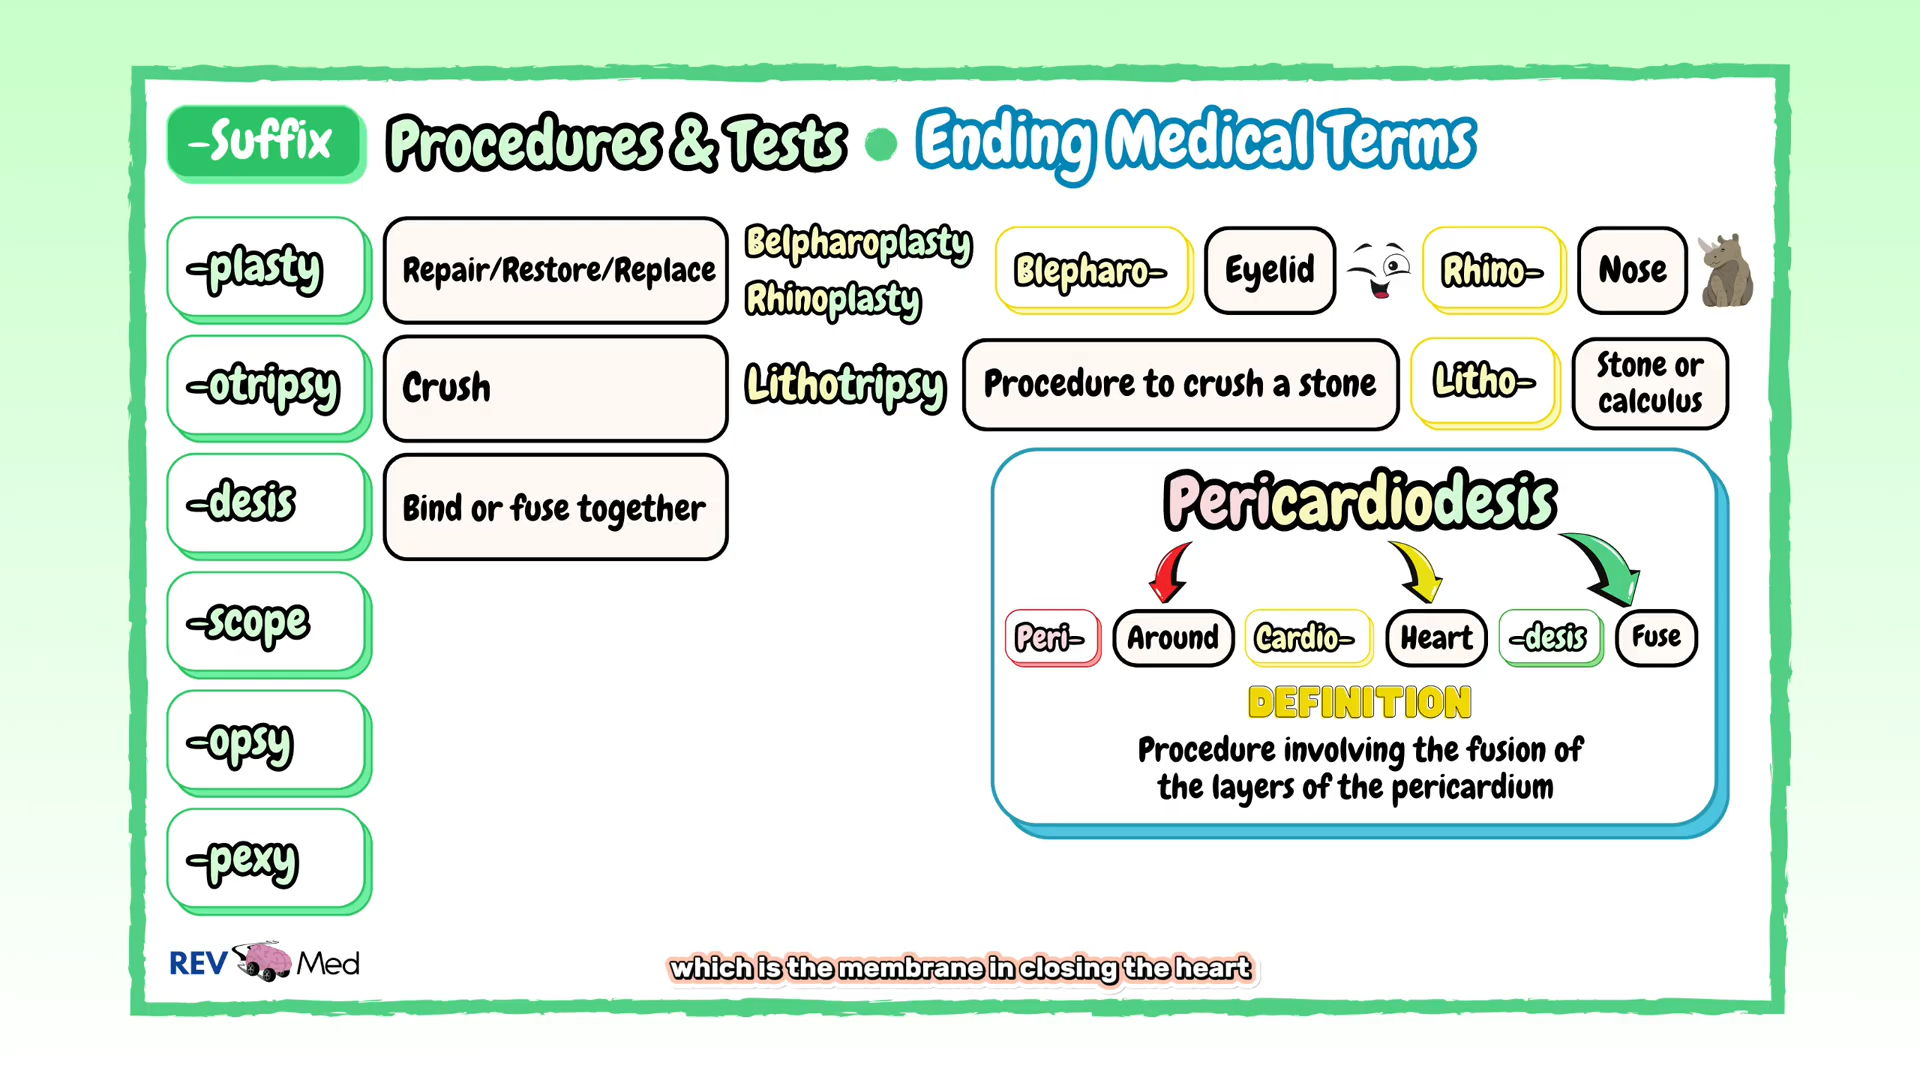 -Suffix Procedures & Tests • Ending Medical Terms
-plasty Repair/Restore/Replace Belpharoplasty Blepharo- Eyelid Rhino- Nose
Rhinoplasty
-otripsy Crush Lithotripsy Procedure to crush a stone Litho- Stone or
calculus
-desis Bind or fuse together
Pericardiodesis
Peri- Around Cardio- Heart -desis Fuse
DEFINITION
Procedure involving the fusion of
the layers of the pericardium
-scope
-opsy
-pexy
REV Med
which is the membrane in closing the heart